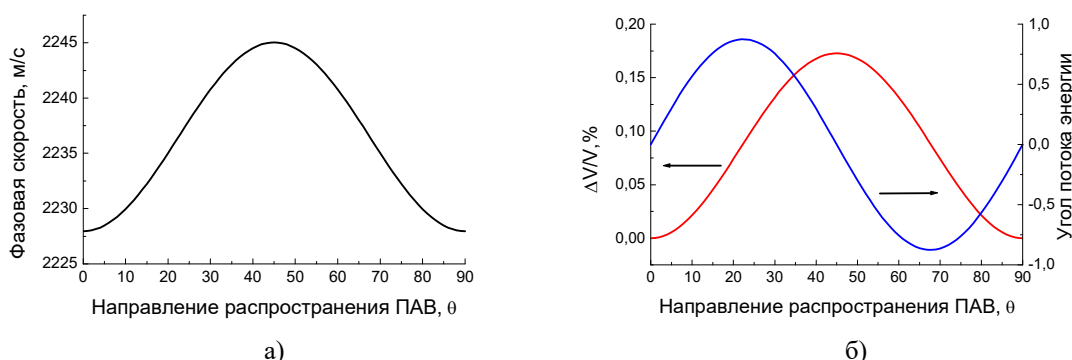 Фазовая скорость, м/с
2245
2240
2235
2230
2225
0 10 20 30 40 50 60 70 80 90
Направление распространения ПАВ, θ
а)
ΔV/V, %
0,20
0,15
0,10
0,05
0,00
1,0
0,5
0,0
-0,5
-1,0
Угол потока энергии
0 10 20 30 40 50 60 70 80 90
Направление распространения ПАВ, θ
б)